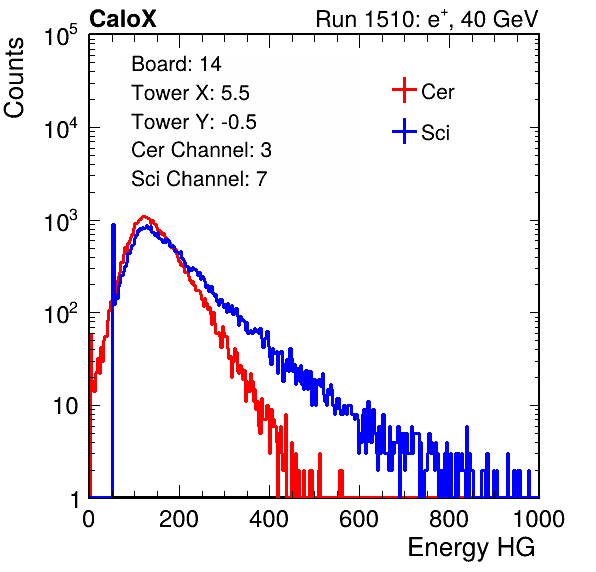 CaloX Run 1510: e⁺, 40 GeV
Counts
Board: 14
Tower X: 5.5
Tower Y: -0.5
Cer Channel: 3
Sci Channel: 7
Cer
Sci
10⁵
10⁴
10³
10²
10
1
0 200 400 600 800 1000
Energy HG